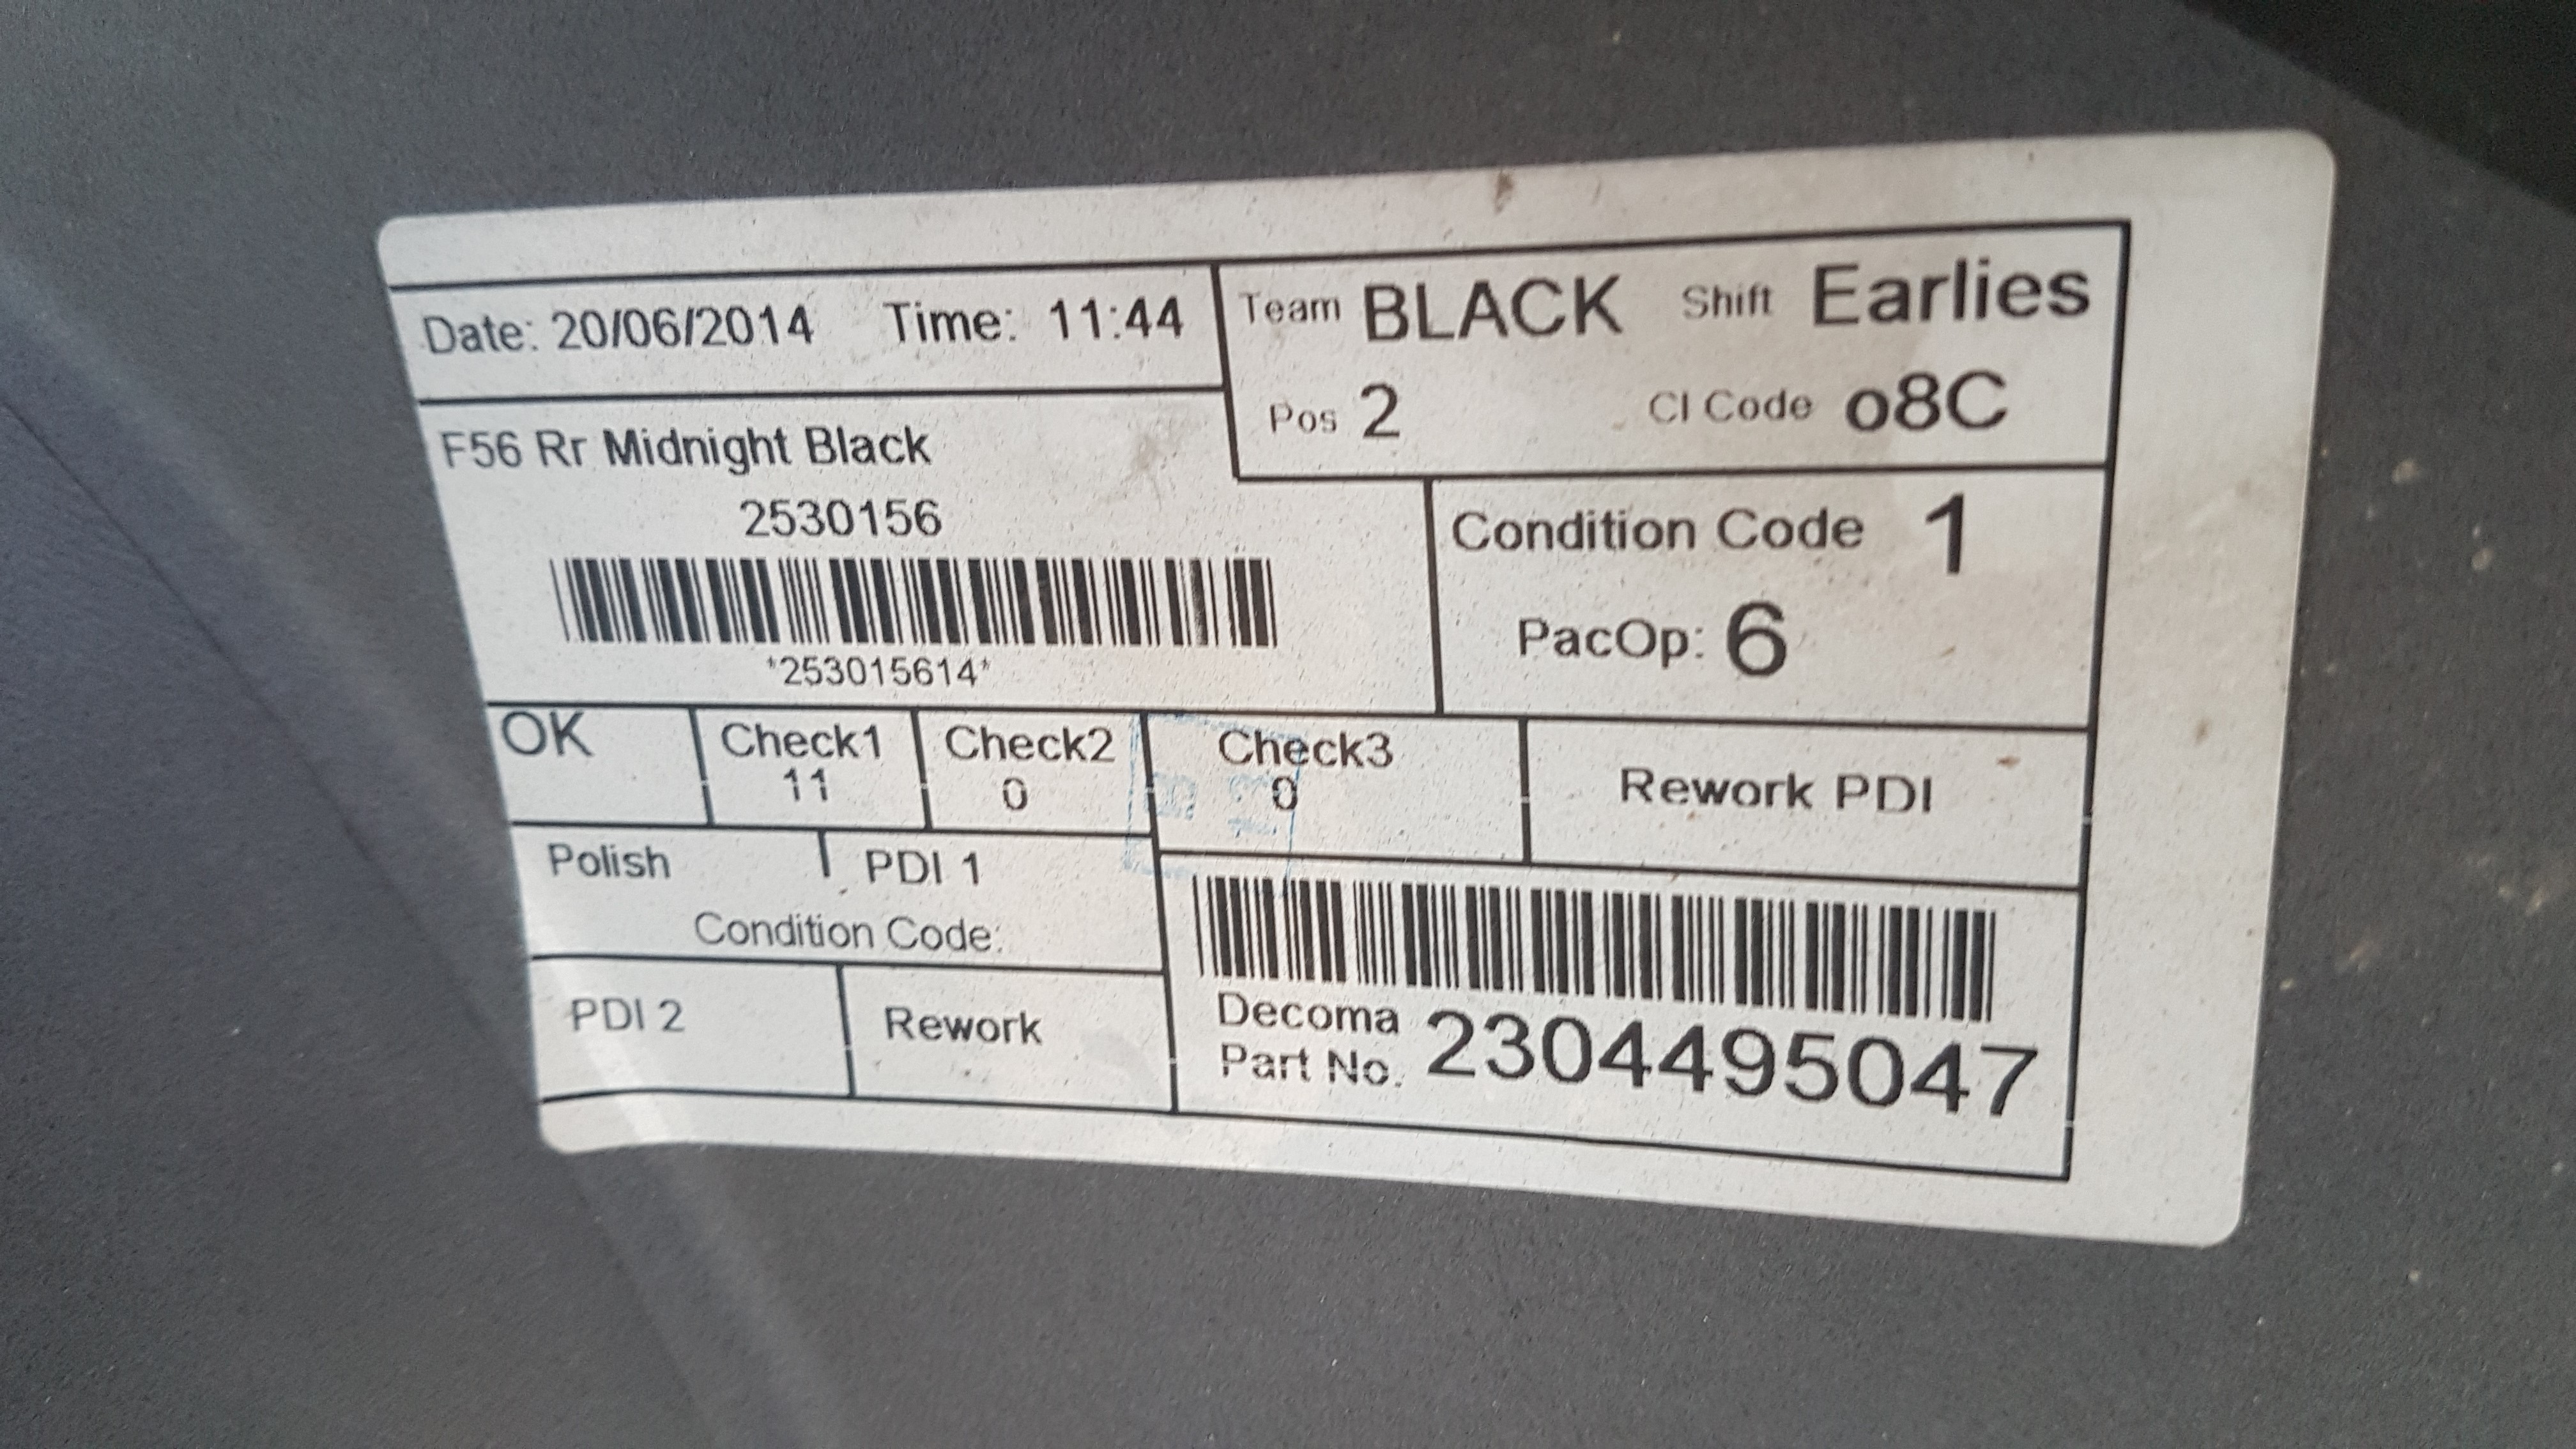 Date: 20/06/2014 Time: 11:44
Team BLACK Shift Earlies
Pos 2 CI Code o8C
F56 Rr Midnight Black
2530156
*253015614*
Condition Code 1
PacOp: 6
OK
Check1
11
Check2
0
Check3
0
Rework PDI
Polish
PDI 1
Condition Code:
PDI 2
Rework
Decoma
Part No. 2304495047